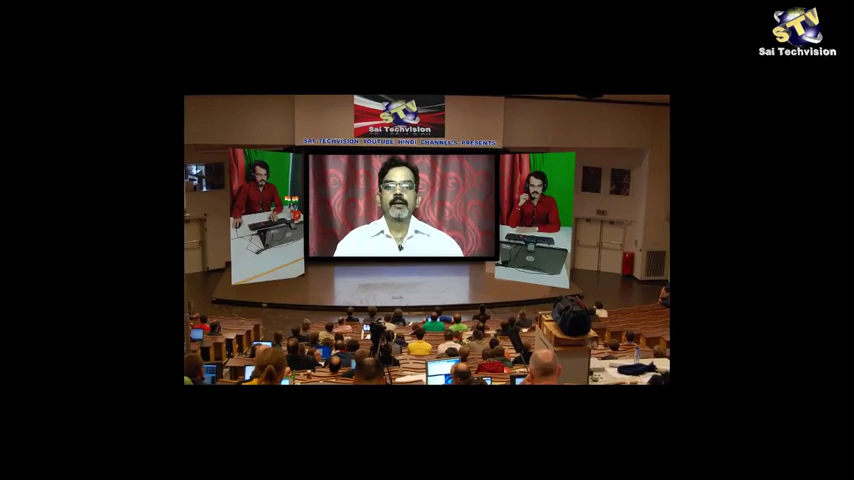 STV
Sai Techvision
STV
Sai Techvision
SAI TECHVISION YOUTUBE HINDI CHANNEL'S PRESENTS